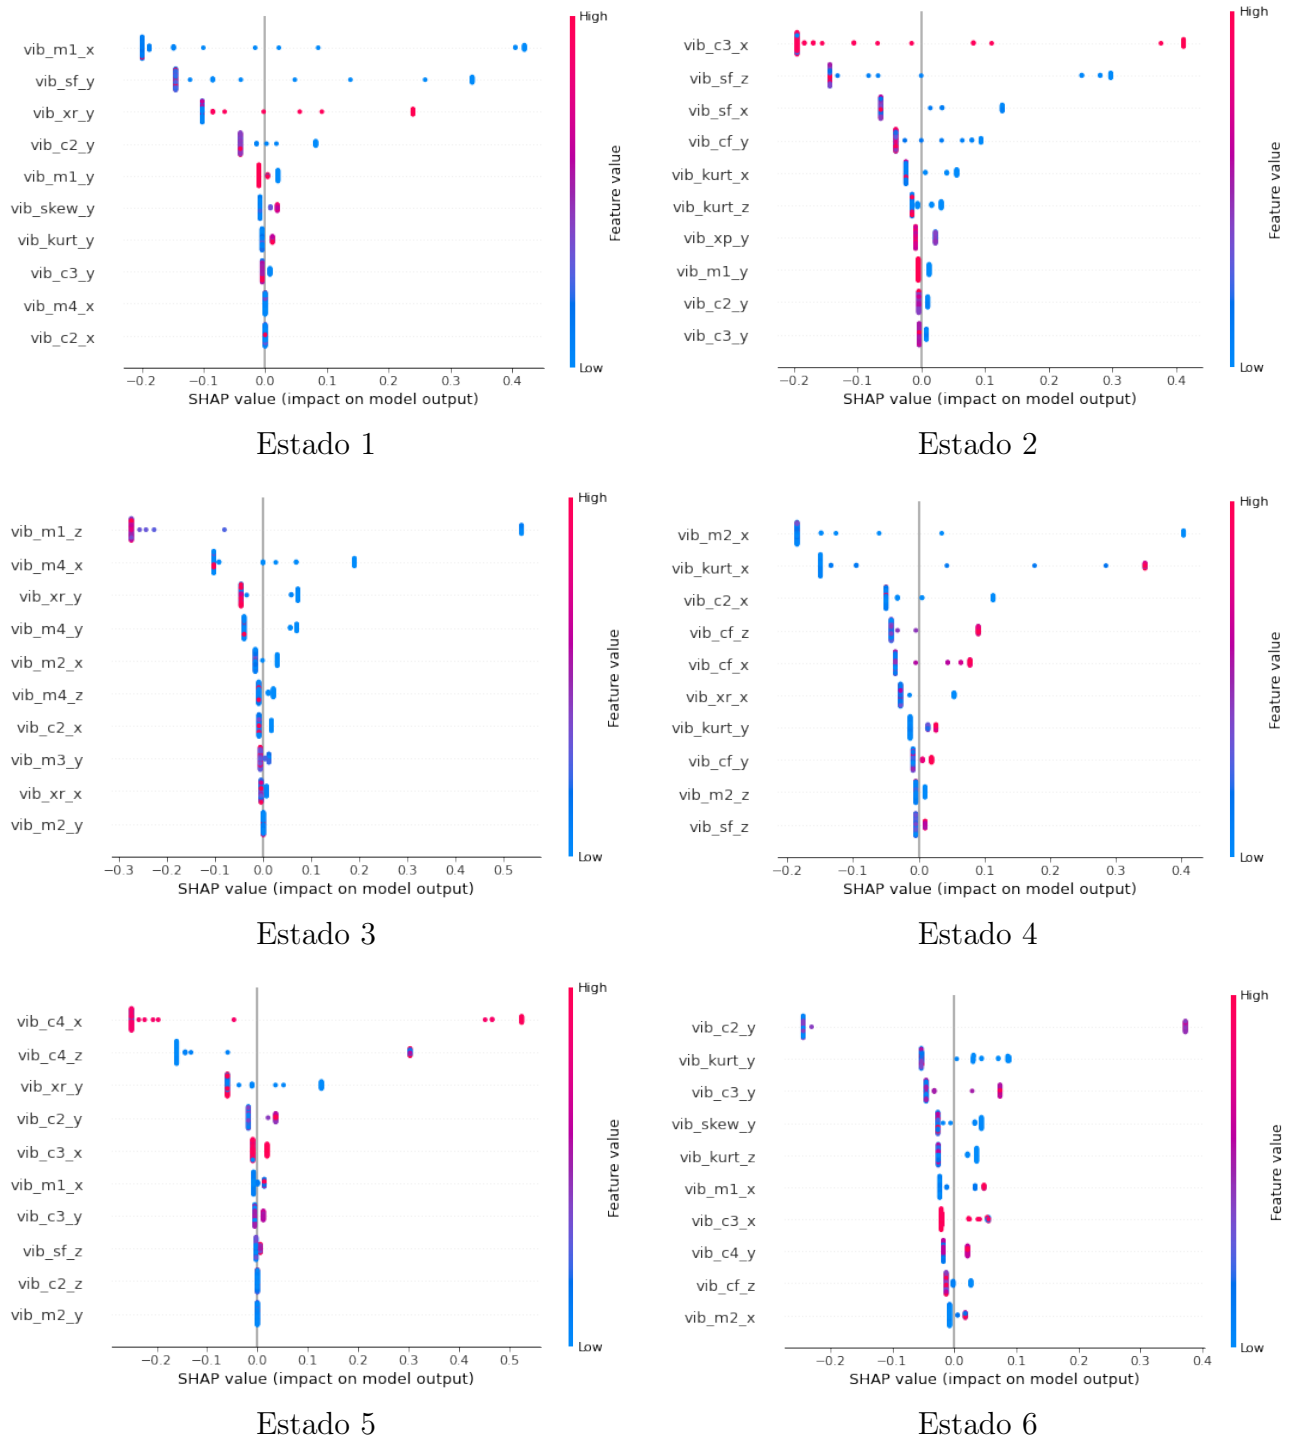 High
vib_m1_x
vib_sf_y
vib_xr_y
vib_c2_y
vib_m1_y
vib_skew_y
vib_kurt_y
vib_c3_y
vib_m4_x
vib_c2_x
Feature value
Low
−0.2 −0.1 0.0 0.1 0.2 0.3 0.4
SHAP value (impact on model output)
Estado 1
High
vib_c3_x
vib_sf_z
vib_sf_x
vib_cf_y
vib_kurt_x
vib_kurt_z
vib_xp_y
vib_m1_y
vib_c2_y
vib_c3_y
Feature value
Low
−0.2 −0.1 0.0 0.1 0.2 0.3 0.4
SHAP value (impact on model output)
Estado 2
High
vib_m1_z
vib_m4_x
vib_xr_y
vib_m4_y
vib_m2_x
vib_m4_z
vib_c2_x
vib_m3_y
vib_xr_x
vib_m2_y
Feature value
Low
−0.3 −0.2 −0.1 0.0 0.1 0.2 0.3 0.4 0.5
SHAP value (impact on model output)
Estado 3
High
vib_m2_x
vib_kurt_x
vib_c2_x
vib_cf_z
vib_cf_x
vib_xr_x
vib_kurt_y
vib_cf_y
vib_m2_z
vib_sf_z
Feature value
Low
−0.2 −0.1 0.0 0.1 0.2 0.3 0.4
SHAP value (impact on model output)
Estado 4
High
vib_c4_x
vib_c4_z
vib_xr_y
vib_c2_y
vib_c3_x
vib_m1_x
vib_c3_y
vib_sf_z
vib_c2_z
vib_m2_y
Feature value
Low
−0.2 −0.1 0.0 0.1 0.2 0.3 0.4 0.5
SHAP value (impact on model output)
Estado 5
High
vib_c2_y
vib_kurt_y
vib_c3_y
vib_skew_y
vib_kurt_z
vib_m1_x
vib_c3_x
vib_c4_y
vib_cf_z
vib_m2_x
Feature value
Low
−0.2 −0.1 0.0 0.1 0.2 0.3 0.4
SHAP value (impact on model output)
Estado 6